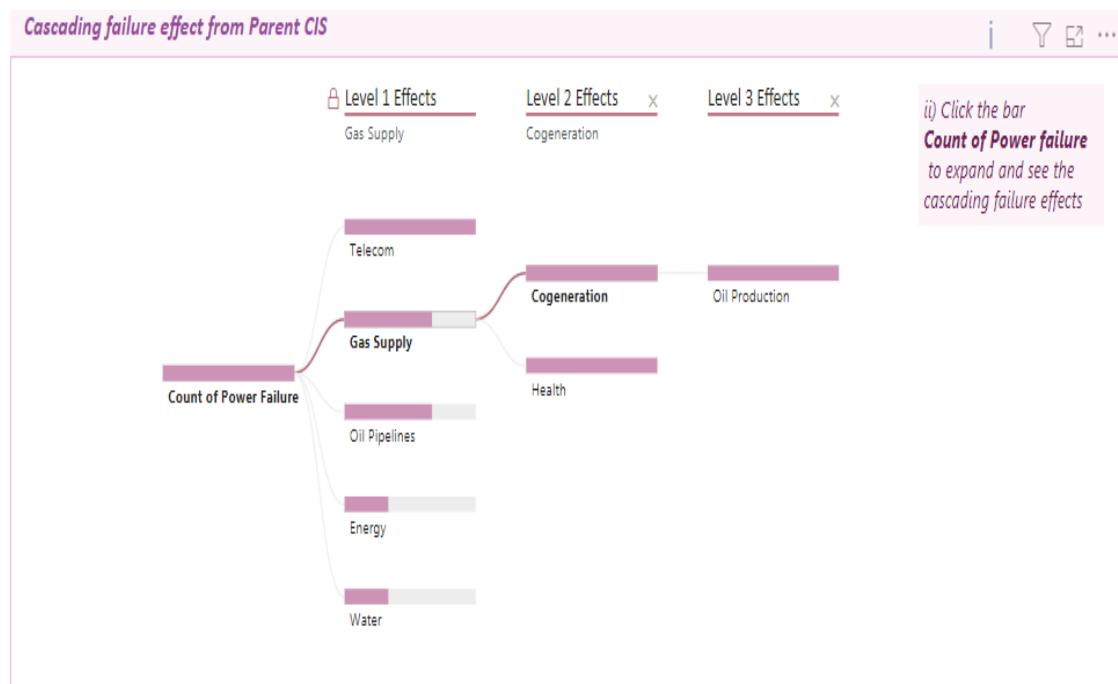 Cascading failure effect from Parent CIS
Level 1 Effects
Gas Supply
Level 2 Effects
Cogeneration
Level 3 Effects
ii) Click the bar
Count of Power failure
to expand and see the
cascading failure effects
Telecom
Cogeneration
Oil Production
Gas Supply
Health
Count of Power Failure
Oil Pipelines
Energy
Water